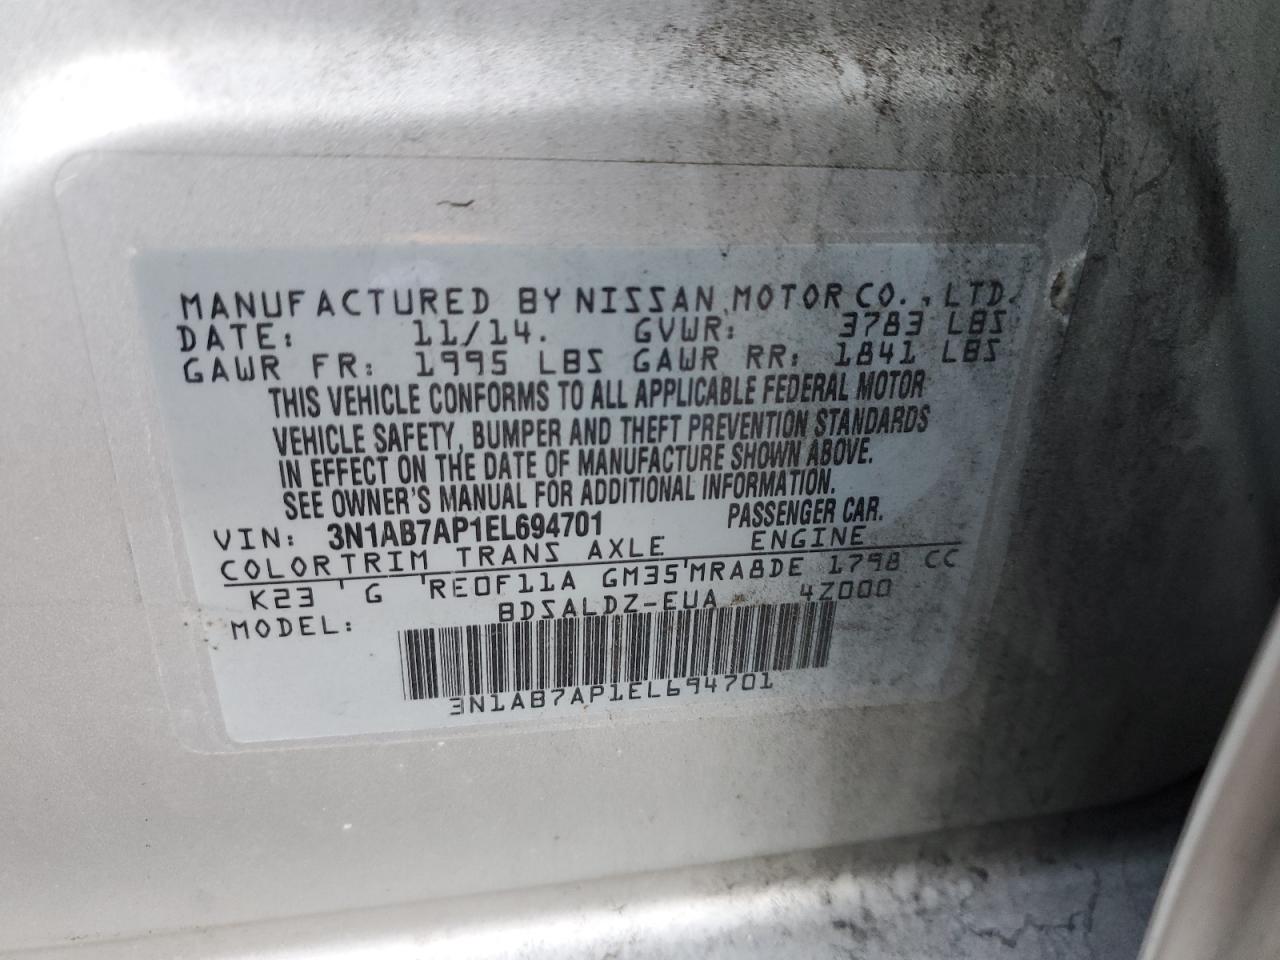 MANUFACTURED BY NISSAN MOTOR CO., LTD.
DATE: 11/14. GVWR: 3783 LBS
GAWR FR: 1995 LBS GAWR RR: 1841 LBS
THIS VEHICLE CONFORMS TO ALL APPLICABLE FEDERAL MOTOR
VEHICLE SAFETY, BUMPER AND THEFT PREVENTION STANDARDS
IN EFFECT ON THE DATE OF MANUFACTURE SHOWN ABOVE.
SEE OWNER'S MANUAL FOR ADDITIONAL INFORMATION.
VIN: 3N1AB7AP1EL694701 PASSENGER CAR.
COLOR TRIM TRANS AXLE ENGINE
K23 G RE0F11A GM35 MRA8DE 1798 CC
MODEL: BDSALDZ-EUA 4Z000
3N1AB7AP1EL694701